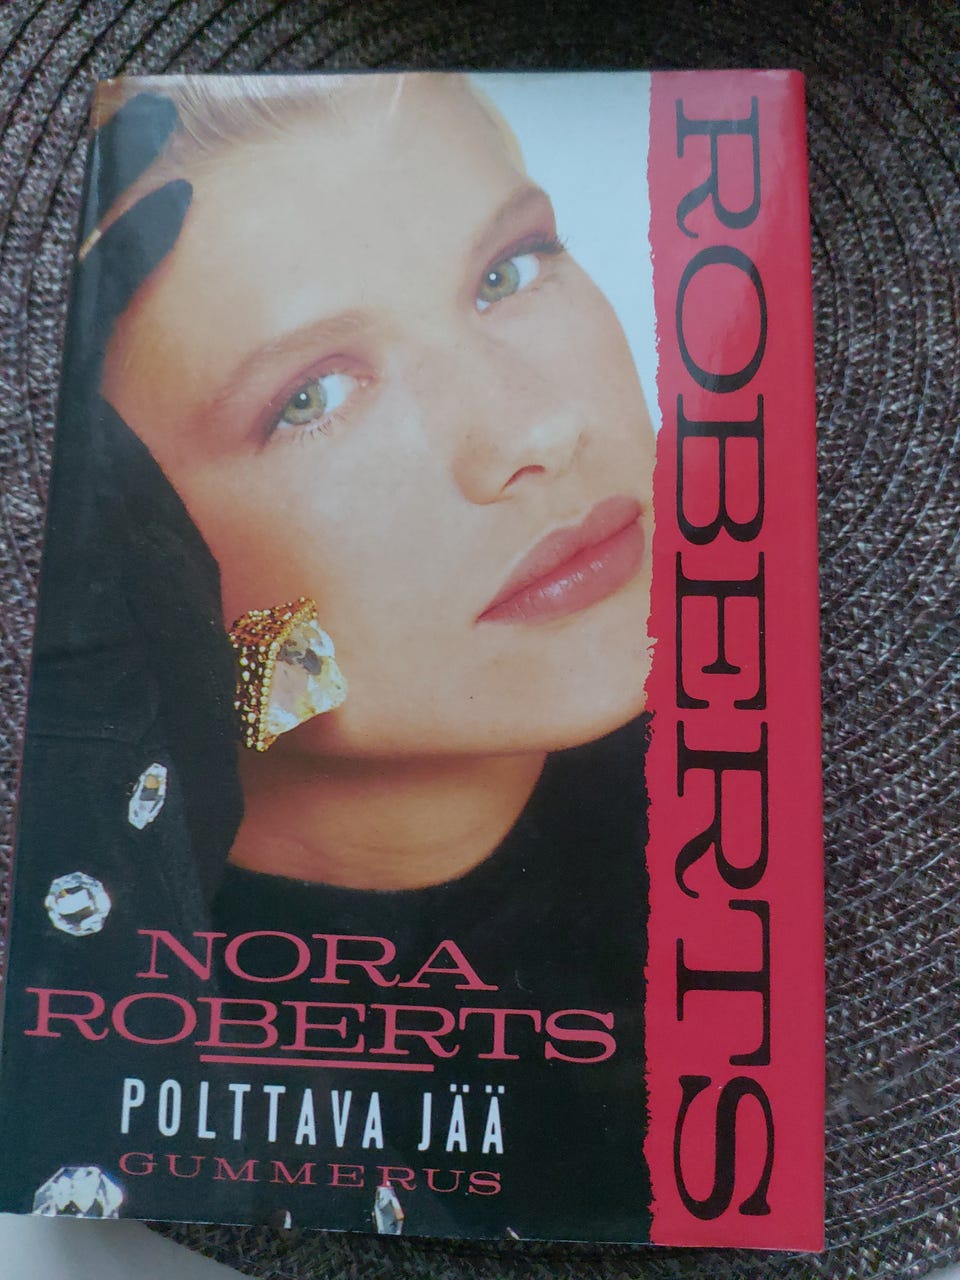 ROBERTS
NORA
ROBERTS
POLTTAVA JÄÄ
GUMMERUS